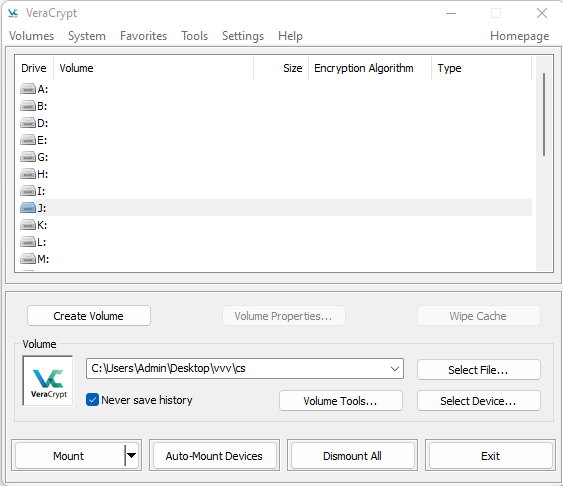 VeraCrypt
Volumes System Favorites Tools Settings Help Homepage
Drive Volume Size Encryption Algorithm Type
A:
B:
D:
E:
G:
H:
I:
J:
K:
L:
M:
Create Volume Volume Properties... Wipe Cache
Volume
C:\Users\Admin\Desktop\vvv\cs Select File...
VeraCrypt
Never save history Volume Tools... Select Device...
Mount Auto-Mount Devices Dismount All Exit